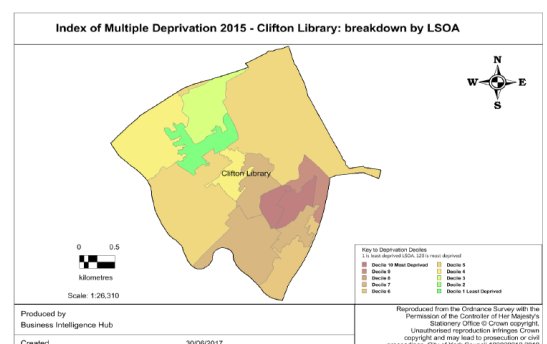 Index of Multiple Deprivation 2015 - Clifton Library: breakdown by LSOA
N
W E
S
Clifton Library
0 0.5
kilometres
Scale: 1:26,310
Key to Deprivation Deciles
1 is least deprived LSOA, 120 is most deprived
Decile 10 Most Deprived
Decile 9
Decile 8
Decile 7
Decile 6
Decile 5
Decile 4
Decile 3
Decile 2
Decile 1 Least Deprived
Produced by
Business Intelligence Hub
Created 30/06/2017
Reproduced from the Ordnance Survey with the
Permission of the Controller of Her Majesty's
Stationery Office © Crown copyright.
Unauthorised reproduction infringes Crown
copyright and may lead to prosecution or civil